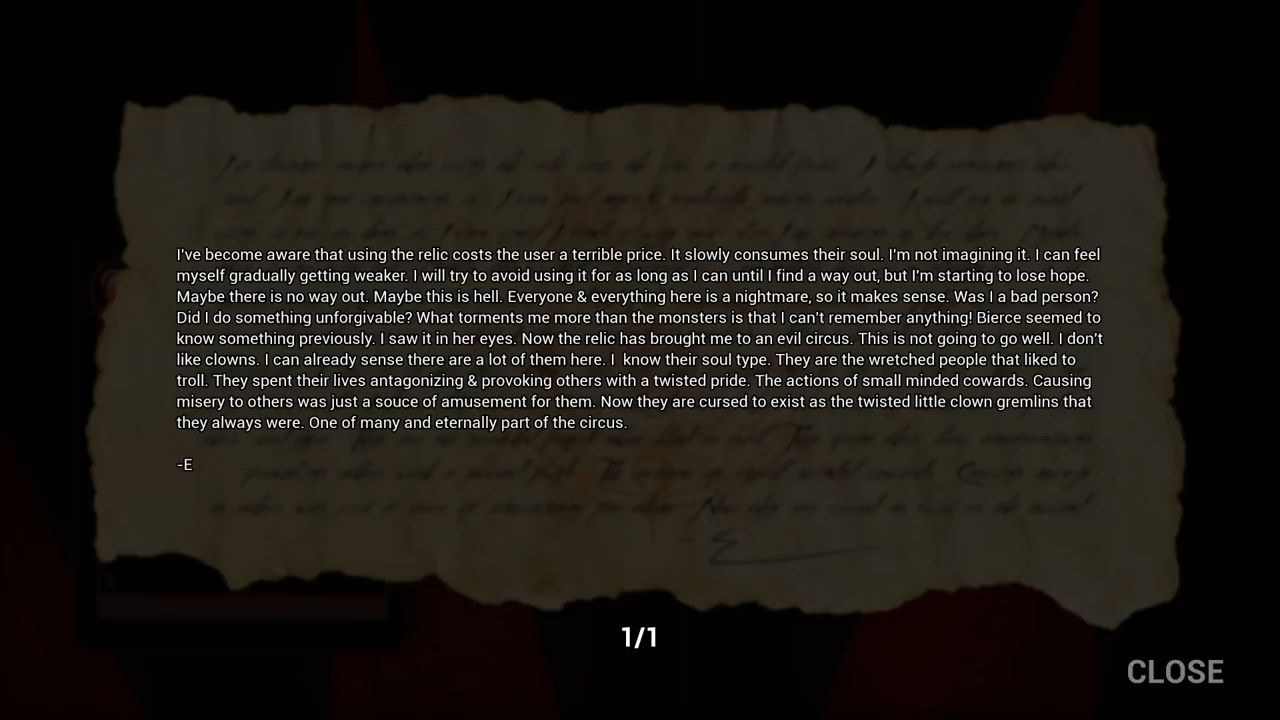 I've become aware that using the relic costs the user a terrible price. It slowly consumes their soul. I'm not imagining it. I can feel
myself gradually getting weaker. I will try to avoid using it for as long as I can until I find a way out, but I'm starting to lose hope.
Maybe there is no way out. Maybe this is hell. Everyone & everything here is a nightmare, so it makes sense. Was I a bad person?
Did I do something unforgivable? What torments me more than the monsters is that I can't remember anything! Bierce seemed to
know something previously. I saw it in her eyes. Now the relic has brought me to an evil circus. This is not going to go well. I don't
like clowns. I can already sense there are a lot of them here. I  know their soul type. They are the wretched people that liked to
troll. They spent their lives antagonizing & provoking others with a twisted pride. The actions of small minded cowards. Causing
misery to others was just a souce of amusement for them. Now they are cursed to exist as the twisted little clown gremlins that
they always were. One of many and eternally part of the circus.
-E
1/1
CLOSE